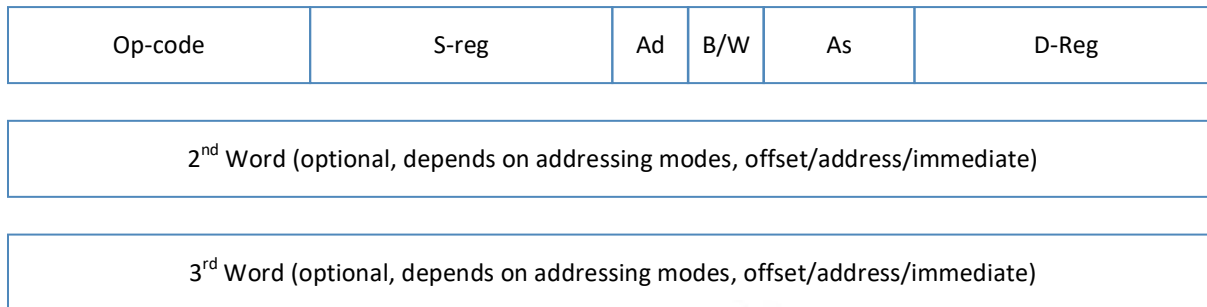 Op-code S-reg Ad B/W As D-Reg
2nd Word (optional, depends on addressing modes, offset/address/immediate)
3rd Word (optional, depends on addressing modes, offset/address/immediate)